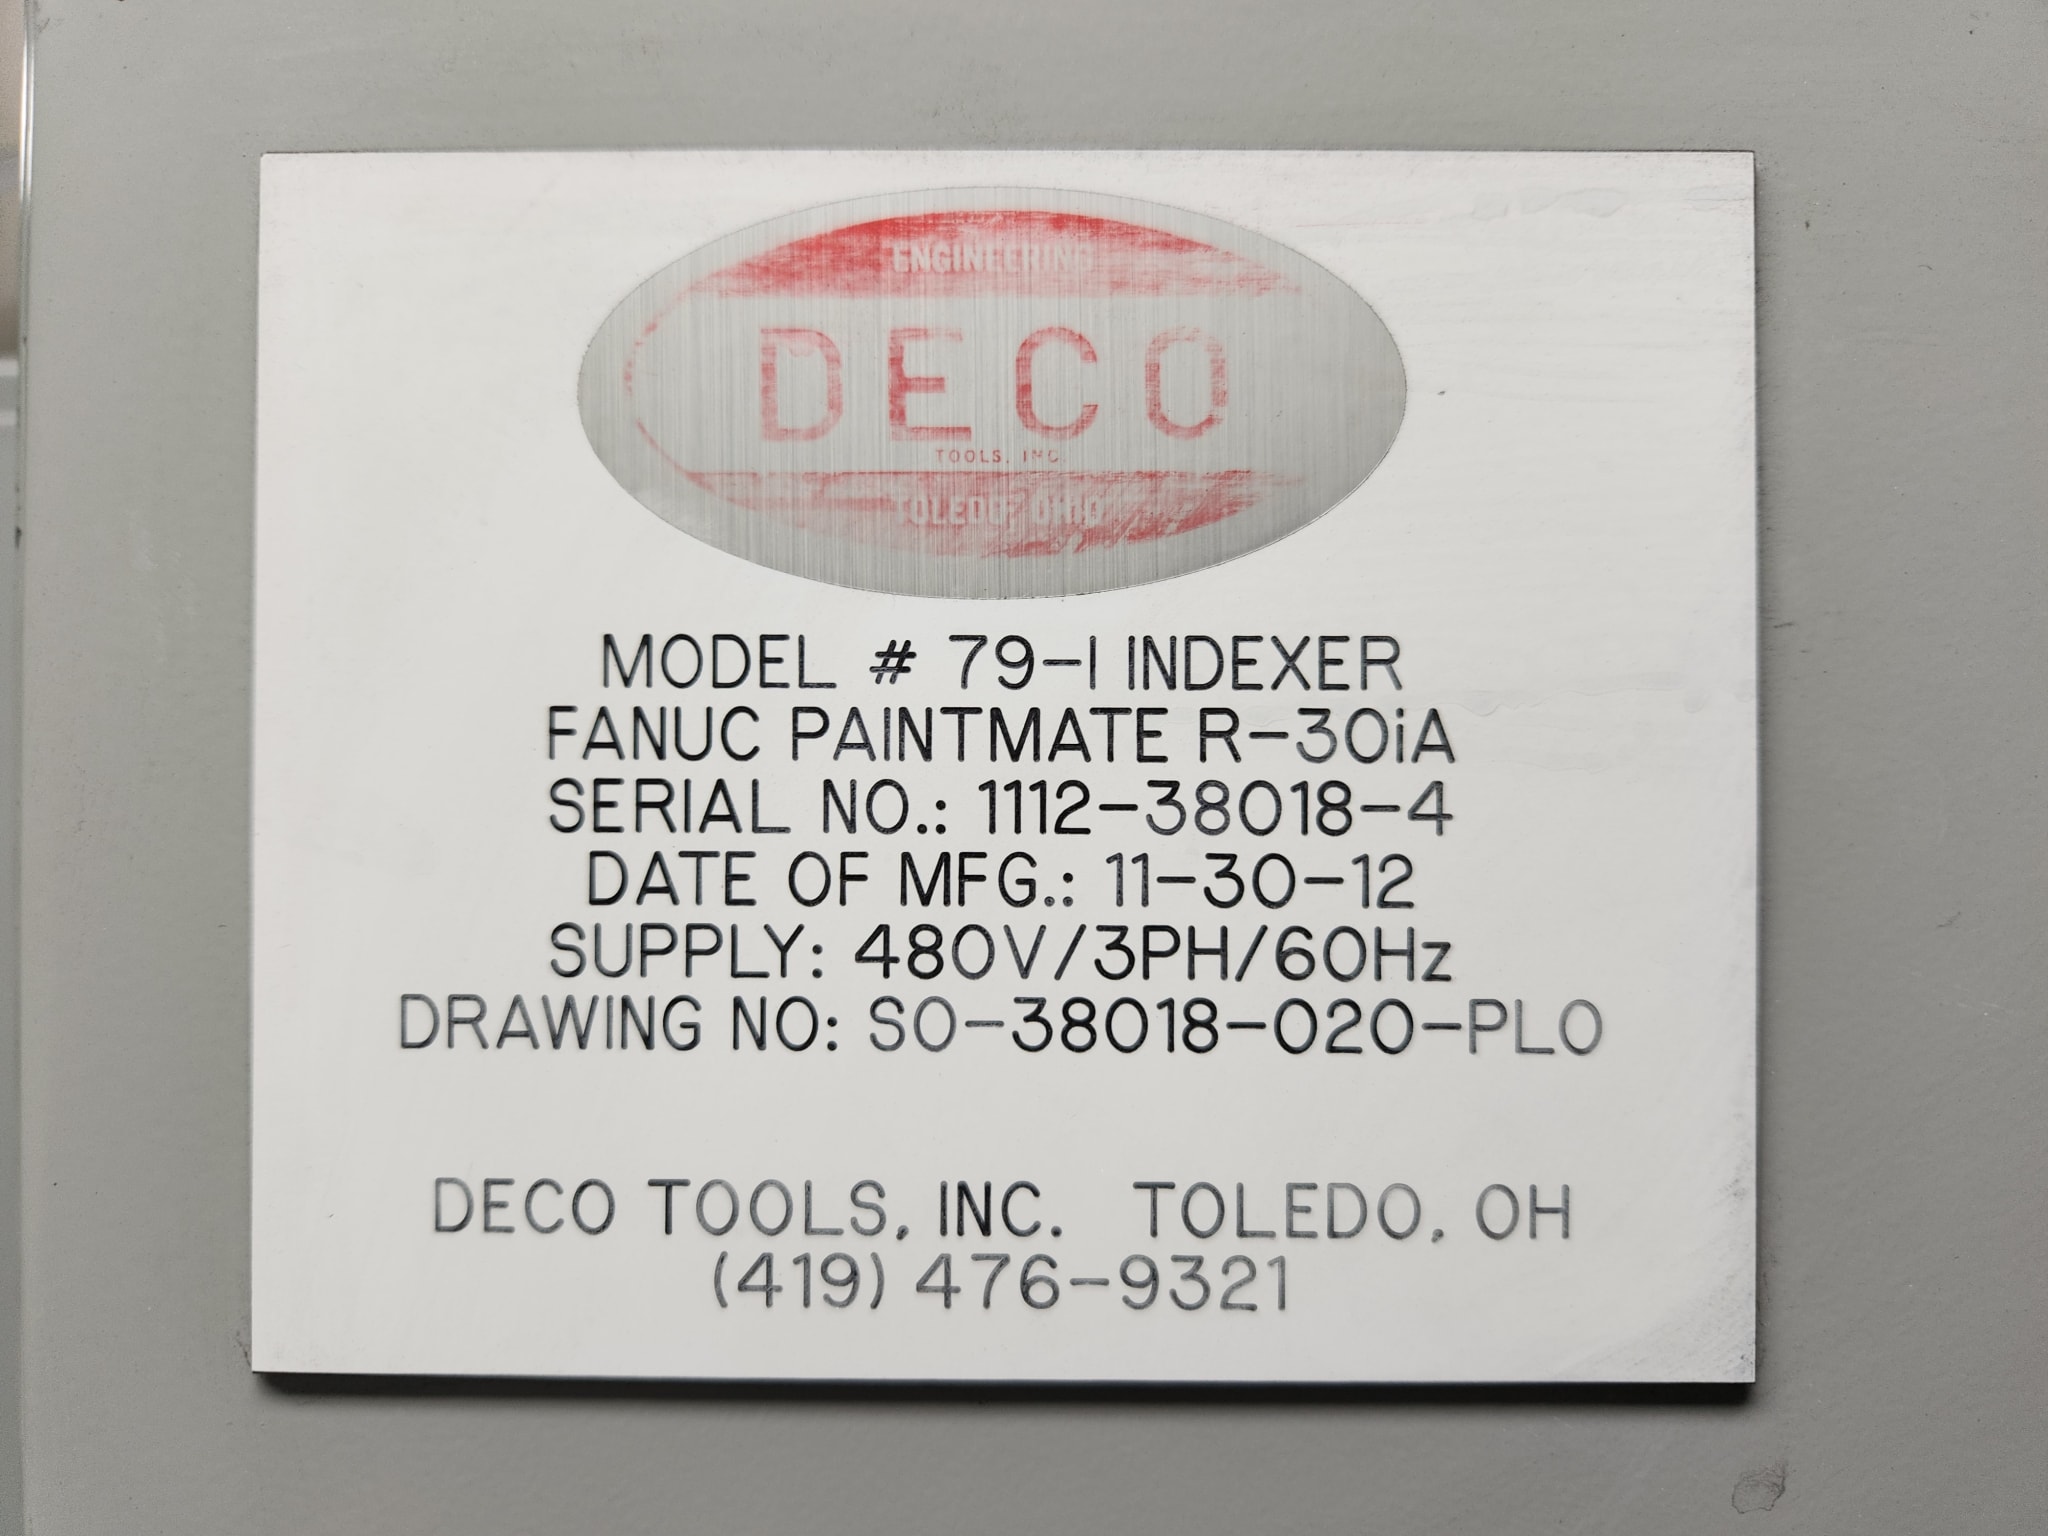 ENGINEERING
DECO
TOOLS, INC.
TOLEDO, OHIO
MODEL # 79-I INDEXER
FANUC PAINTMATE R-30iA
SERIAL NO.: 1112-38018-4
DATE OF MFG.: 11-30-12
SUPPLY: 480V/3PH/60Hz
DRAWING NO: SO-38018-020-PLO
DECO TOOLS, INC. TOLEDO, OH
(419) 476-9321